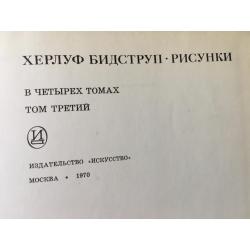 ХЕРЛУФ БИДСТРУП · РИСУНКИ
В ЧЕТЫРЕХ ТОМАХ
ТОМ ТРЕТИЙ
ИЗДАТЕЛЬСТВО «ИСКУССТВО»
МОСКВА • 1970